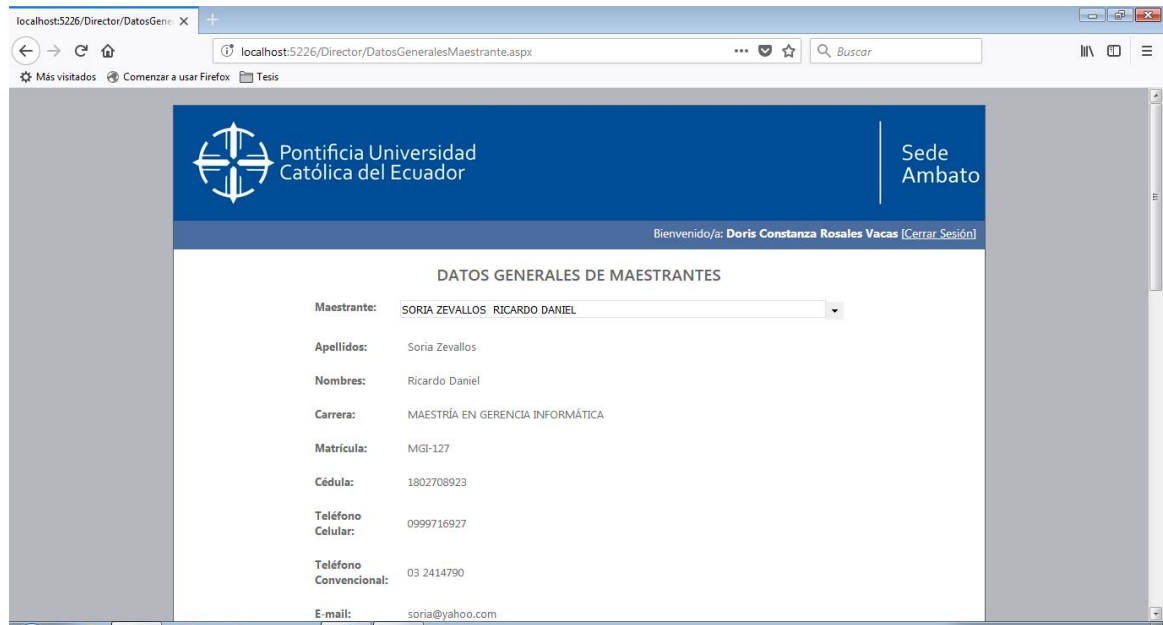 localhost:5226/Director/DatosGene
localhost:5226/Director/DatosGeneralesMaestrante.aspx
Buscar
Más visitados Comenzar a usar Firefox Tesis
Pontificia Universidad
Católica del Ecuador
Sede
Ambato
Bienvenido/a: Doris Constanza Rosales Vacas [Cerrar Sesión]
DATOS GENERALES DE MAESTRANTES
Maestrante: SORIA ZEVALLOS RICARDO DANIEL
Apellidos: Soria Zevallos
Nombres: Ricardo Daniel
Carrera: MAESTRÍA EN GERENCIA INFORMÁTICA
Matrícula: MGI-127
Cédula: 1802708923
Teléfono
Celular: 0999716927
Teléfono
Convencional: 03 2414790
E-mail: soria@yahoo.com